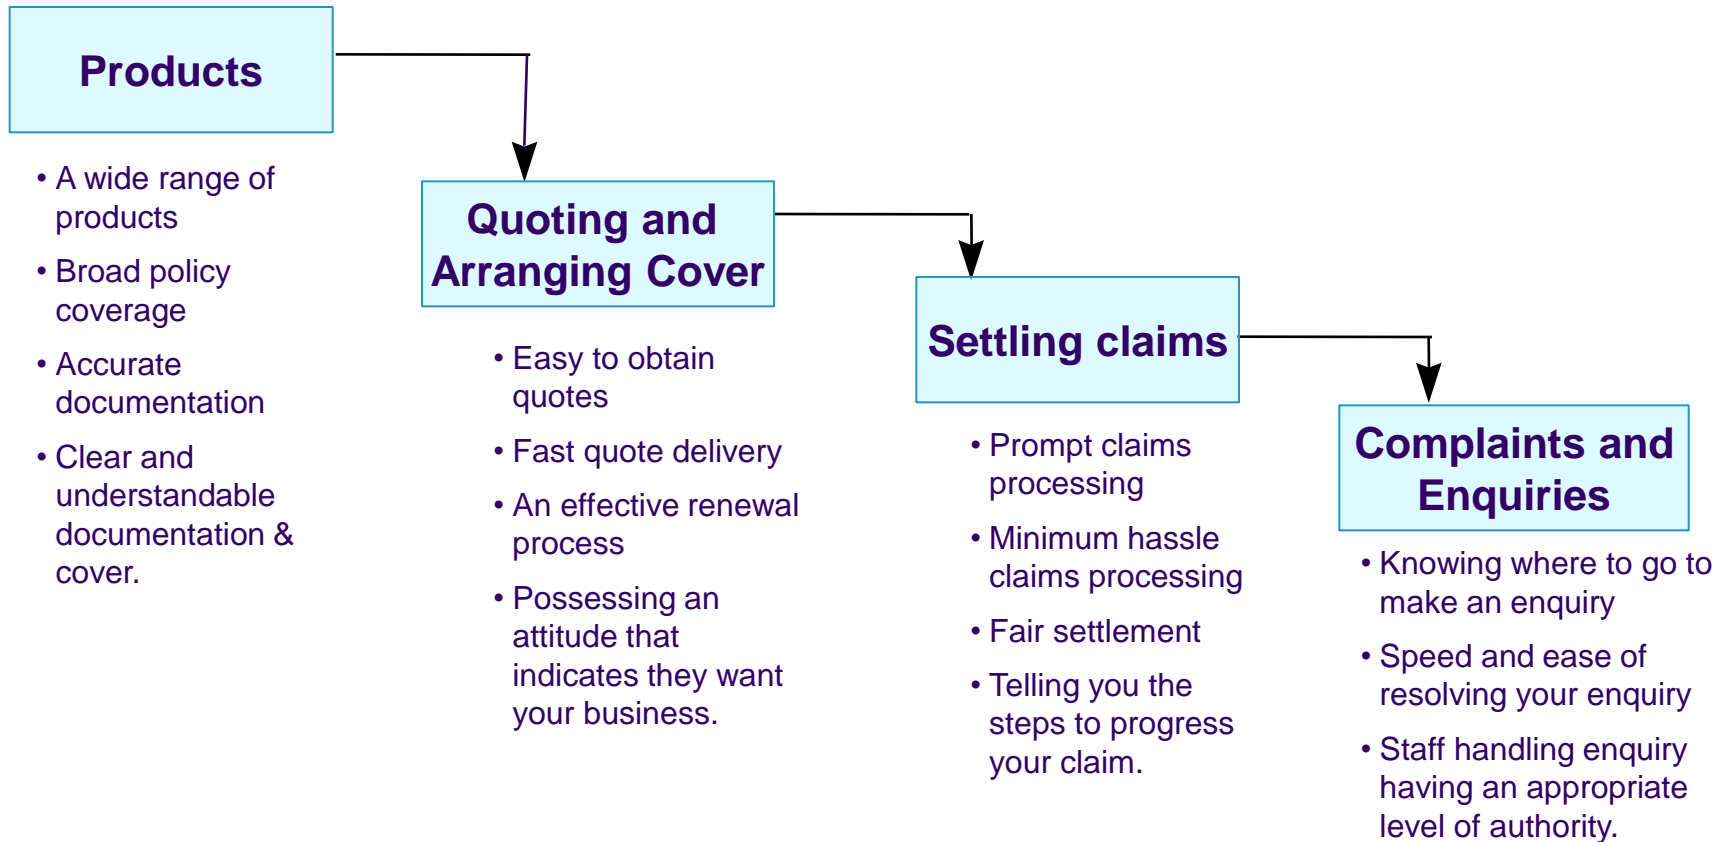 Products
• A wide range of
products
• Broad policy
coverage
• Accurate
documentation
• Clear and
understandable
documentation &
cover.
Quoting and
Arranging Cover
• Easy to obtain
quotes
• Fast quote delivery
• An effective renewal
process
• Possessing an
attitude that
indicates they want
your business.
Settling claims
• Prompt claims
processing
• Minimum hassle
claims processing
• Fair settlement
• Telling you the
steps to progress
your claim.
Complaints and
Enquiries
• Knowing where to go to
make an enquiry
• Speed and ease of
resolving your enquiry
• Staff handling enquiry
having an appropriate
level of authority.